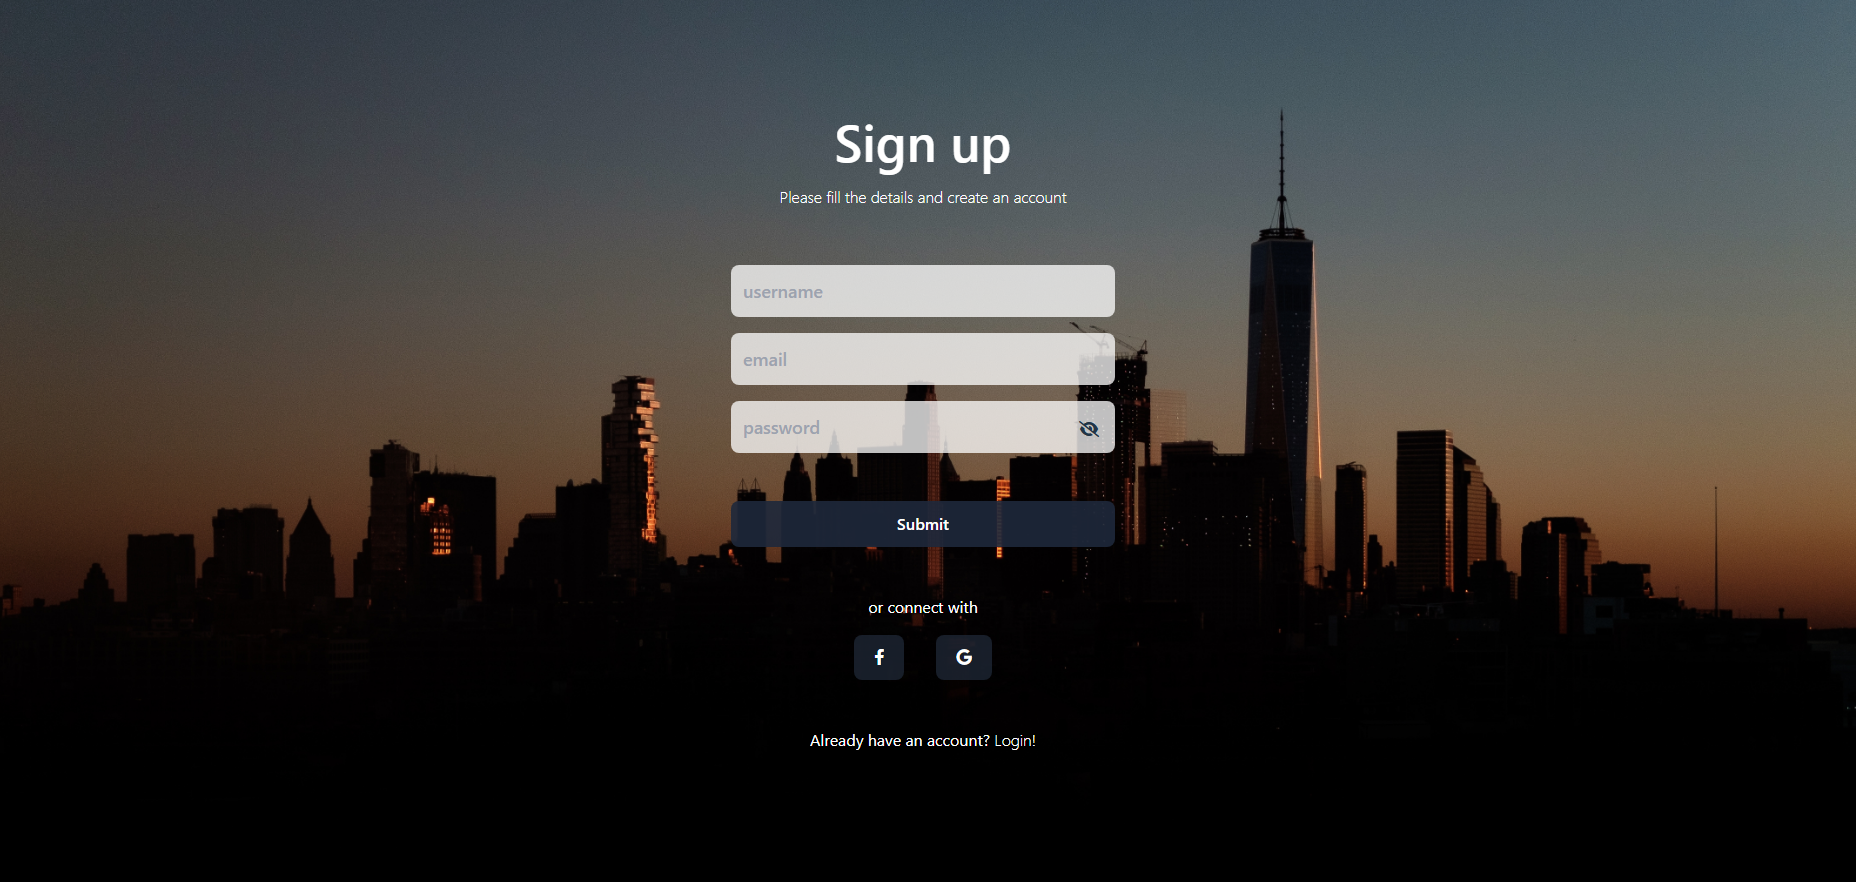 Sign up
Please fill the details and create an account
username
email
password
Submit
or connect with
f
G
Already have an account? Login!